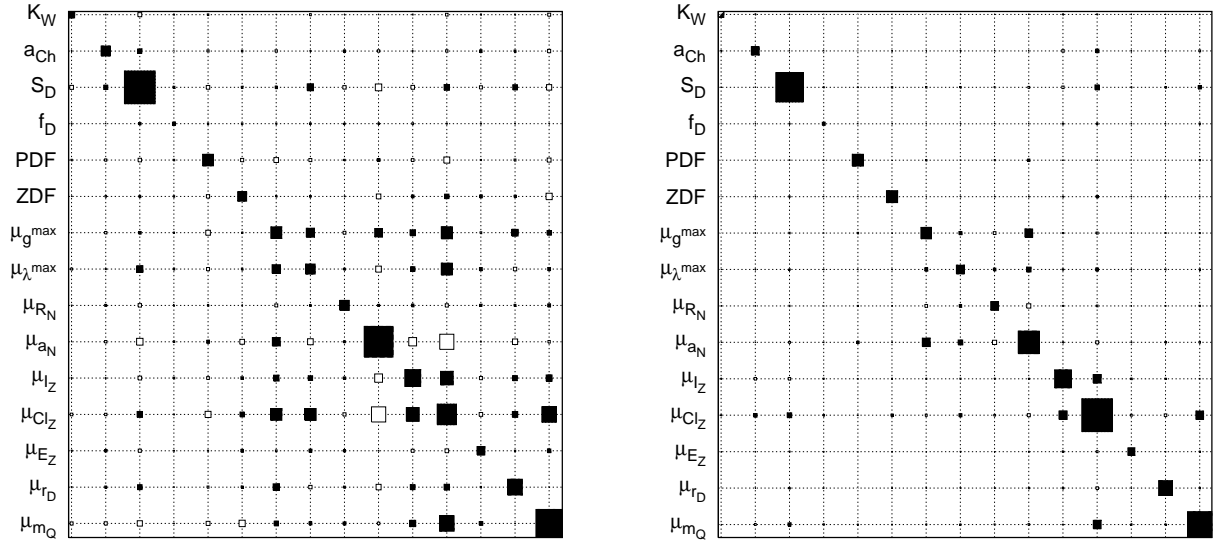 K_W
a_Ch
S_D
f_D
PDF
ZDF
μ_g^max
μ_λ^max
μ_R_N
μ_a_N
μ_I_Z
μ_Cl_Z
μ_E_Z
μ_r_D
μ_m_Q
K_W
a_Ch
S_D
f_D
PDF
ZDF
μ_g^max
μ_λ^max
μ_R_N
μ_a_N
μ_I_Z
μ_Cl_Z
μ_E_Z
μ_r_D
μ_m_Q